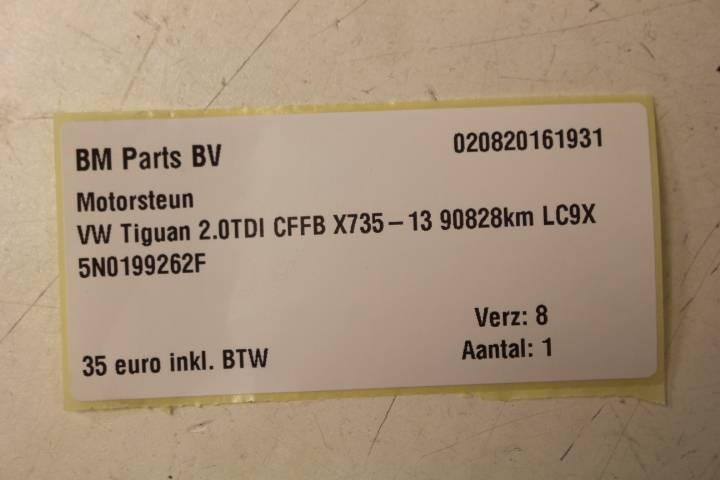 BM Parts BV 020820161931
Motorsteun
VW Tiguan 2.0TDI CFFB X735-13 90828km LC9X
5N0199262F
Verz: 8
35 euro inkl. BTW Aantal: 1